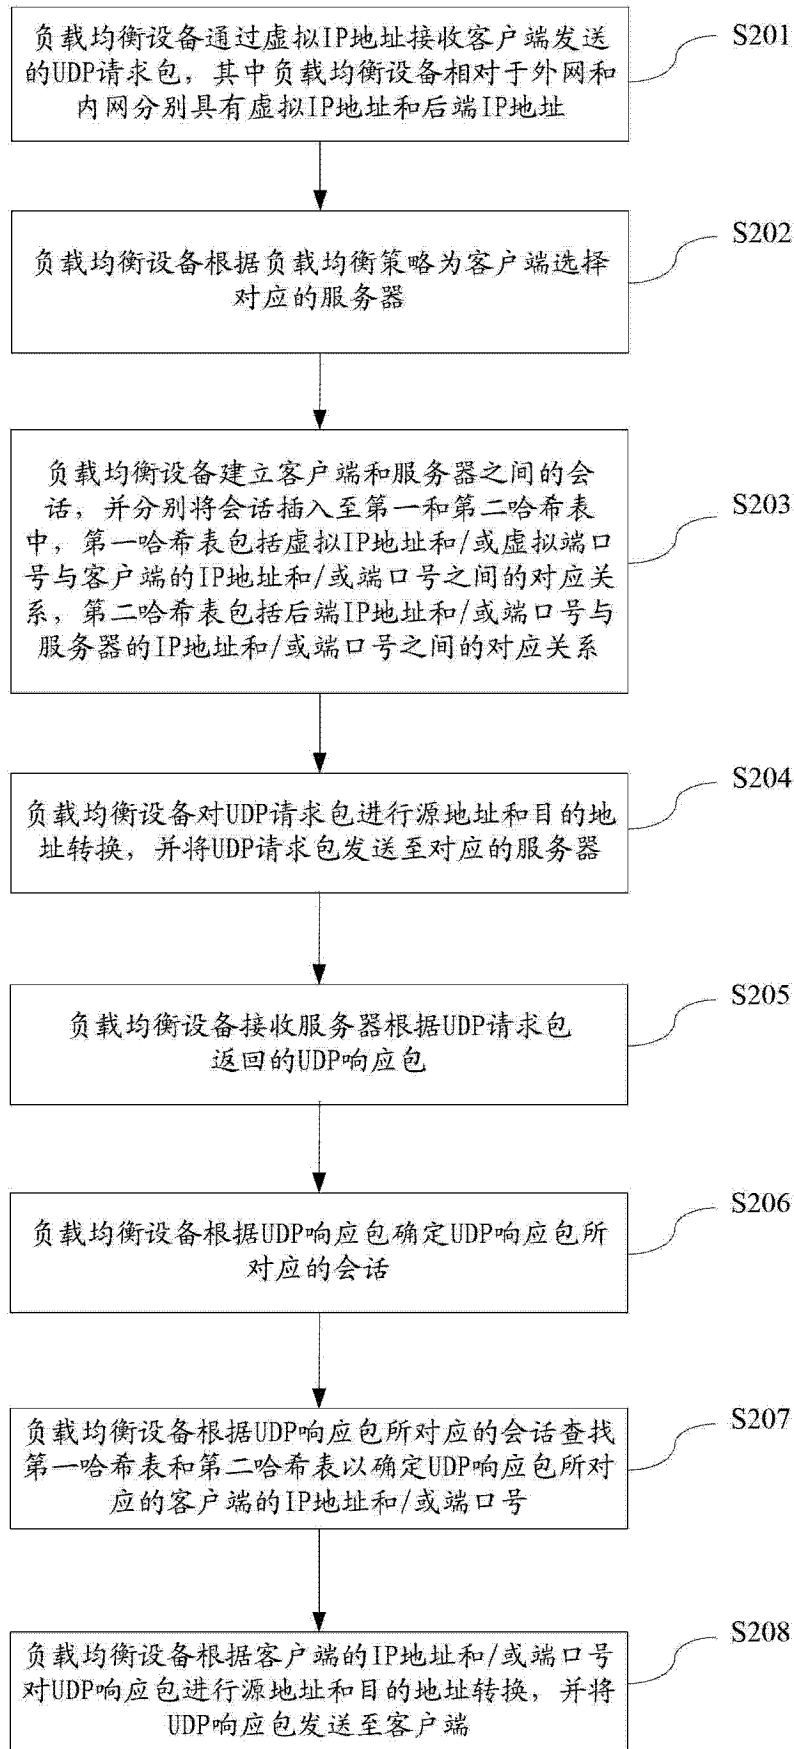 负载均衡设备通过虚拟IP地址接收客户端发送
的UDP请求包，其中负载均衡设备相对于外网和
内网分别具有虚拟IP地址和后端IP地址
S201
负载均衡设备根据负载均衡策略为客户端选择
对应的服务器
S202
负载均衡设备建立客户端和服务器之间的会
话，并分别将会话插入至第一和第二哈希表
中，第一哈希表包括虚拟IP地址和/或虚拟端口
号与客户端的IP地址和/或端口号之间的对应关
系，第二哈希表包括后端IP地址和/或端口号与
服务器的IP地址和/或端口号之间的对应关系
S203
负载均衡设备对UDP请求包进行源地址和目的地
址转换，并将UDP请求包发送至对应的服务器
S204
负载均衡设备接收服务器根据UDP请求包
返回的UDP响应包
S205
负载均衡设备根据UDP响应包确定UDP响应包所
对应的会话
S206
负载均衡设备根据UDP响应包所对应的会话查找
第一哈希表和第二哈希表以确定UDP响应包所对
应的客户端的IP地址和/或端口号
S207
负载均衡设备根据客户端的IP地址和/或端口号
对UDP响应包进行源地址和目的地址转换，并将
UDP响应包发送至客户端
S208